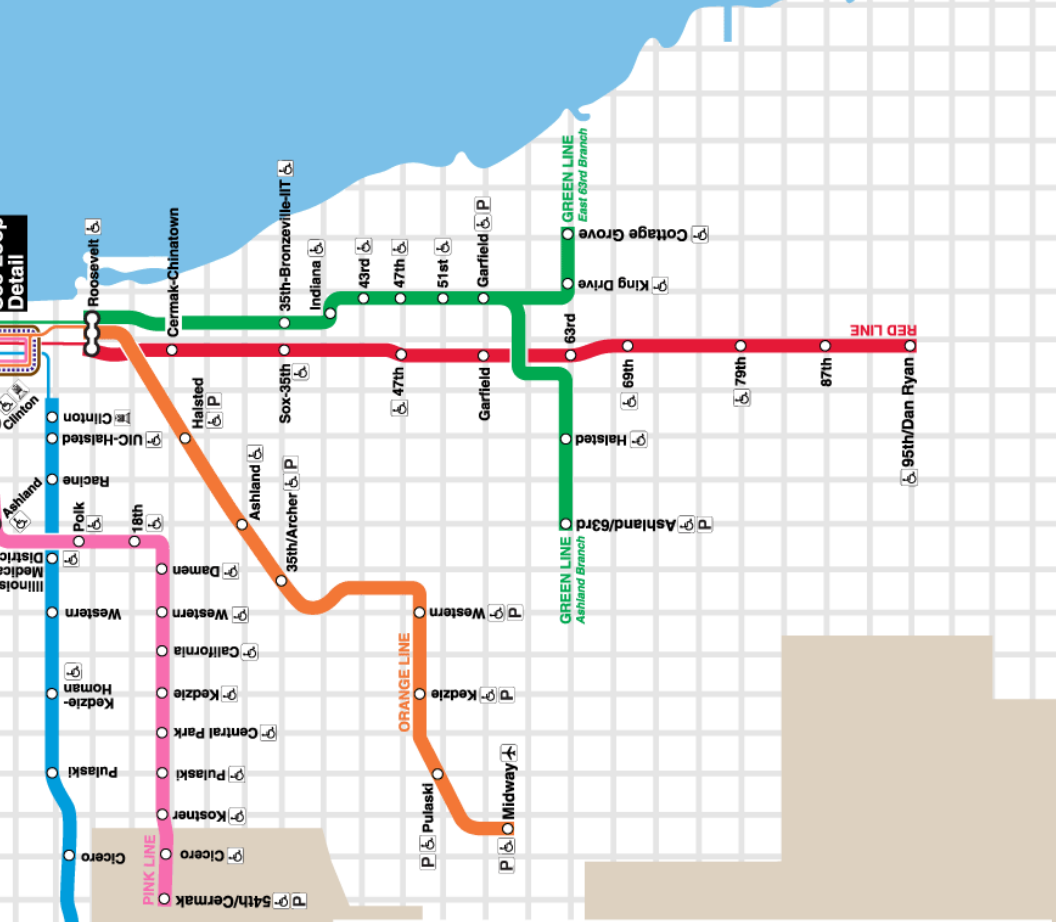 Detail
Roosevelt
Cermak-Chinatown
35th-Bronzeville-IIT
Indiana
43rd
47th
51st
Garfield P
GREEN LINE
East 63rd Branch
Cottage Grove
King Drive
63rd
RED LINE
Sox-35th
47th
Garfield
69th
79th
87th
95th/Dan Ryan
Clinton
Clinton
UIC-Halsted
Racine
Ashland
Polk
18th
Illinois
Medica
Distric
Western
Kedzie-
Homan
Pulaski
Cicero
Halsted
P
Ashland
35th/Archer P
Halsted
Ashland/63rd P
GREEN LINE
Ashland Branch
Damen
Western
California
Kedzie
Central Park
Pulaski
Kostner
Cicero
54th/Cermak P
PINK LINE
ORANGE LINE
Western P
Kedzie P
P Pulaski
P Midway